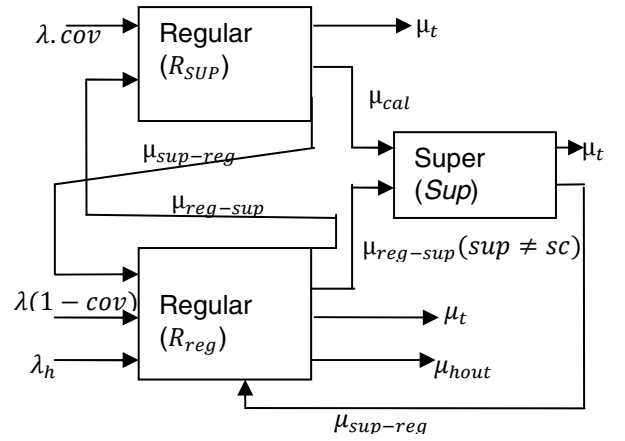 λ.cov
Regular
(R_SUP)
μ_t
μ_cal
μ_sup−reg
Super
(Sup)
μ_t
μ_reg−sup
μ_reg−sup(sup ≠ sc)
λ(1 − cov)
Regular
(R_reg)
μ_t
λ_h
μ_hout
μ_sup−reg